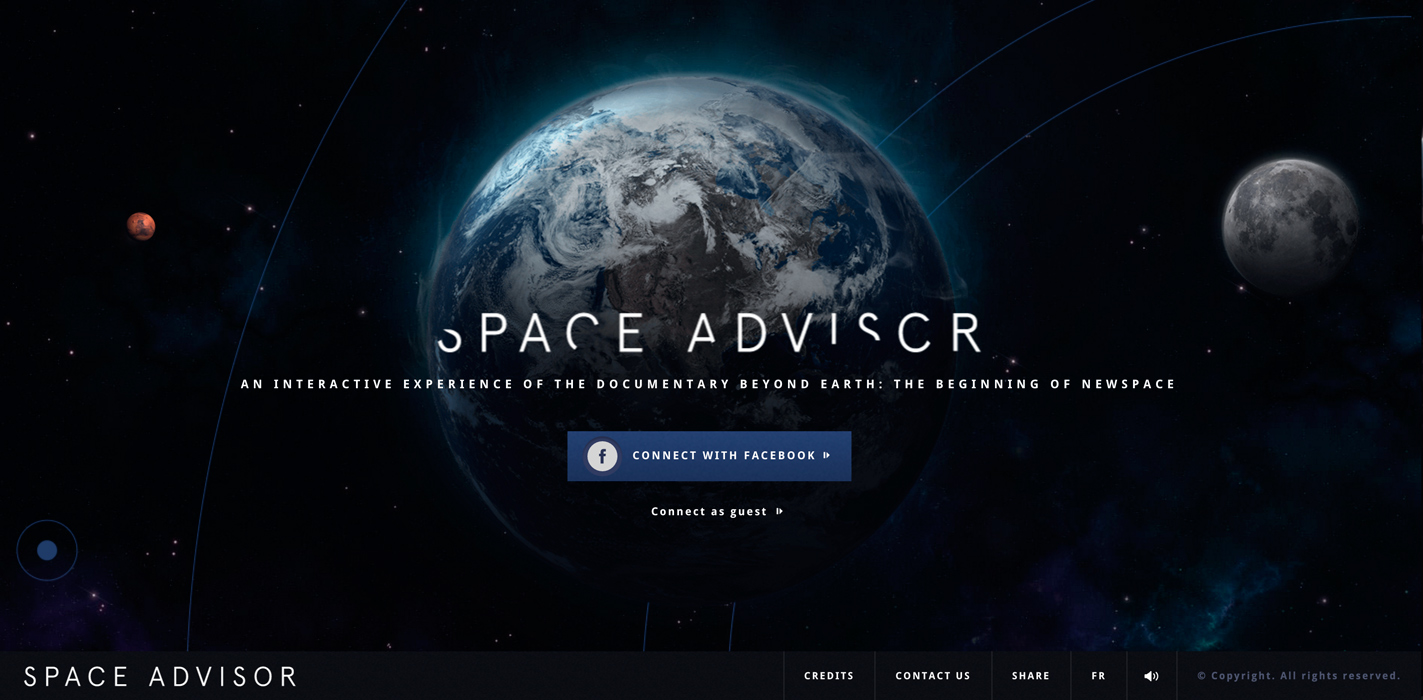 SPACE ADVISOR
AN INTERACTIVE EXPERIENCE OF THE DOCUMENTARY BEYOND EARTH: THE BEGINNING OF NEWSPACE
f CONNECT WITH FACEBOOK
Connect as guest
SPACE ADVISOR
CREDITS
CONTACT US
SHARE
FR
© Copyright. All rights reserved.